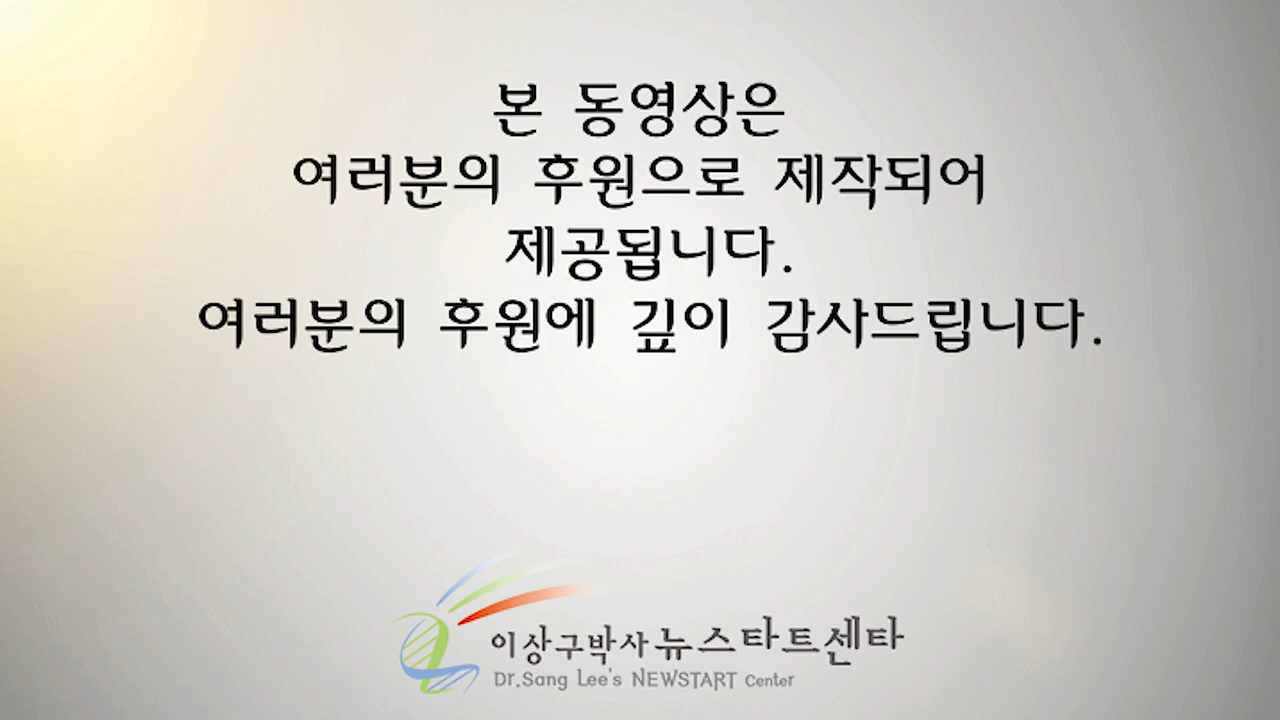 본 동영상은
여러분의 후원으로 제작되어
제공됩니다.
여러분의 후원에 깊이 감사드립니다.
이상구박사 뉴스타트센타
Dr.Sang Lee's NEWSTART Center